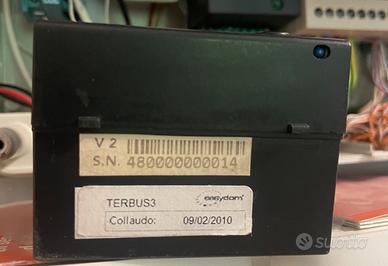 V 2
S.N. 480000000014
TERBUS3
easydom
Collaudo: 09/02/2010
subito